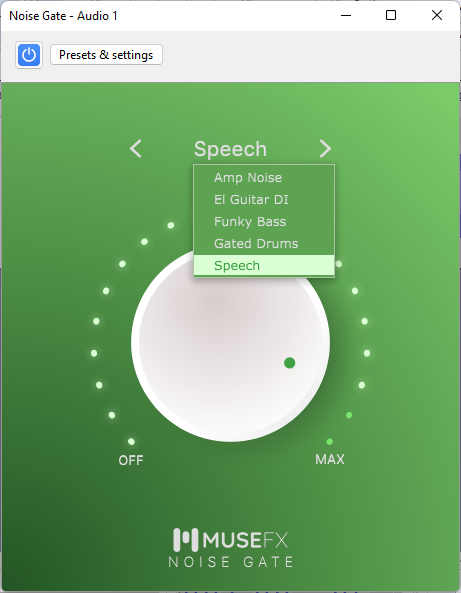 Noise Gate - Audio 1
Presets & settings
Speech
Amp Noise
El Guitar DI
Funky Bass
Gated Drums
Speech
OFF
MAX
MUSEFX
NOISE GATE